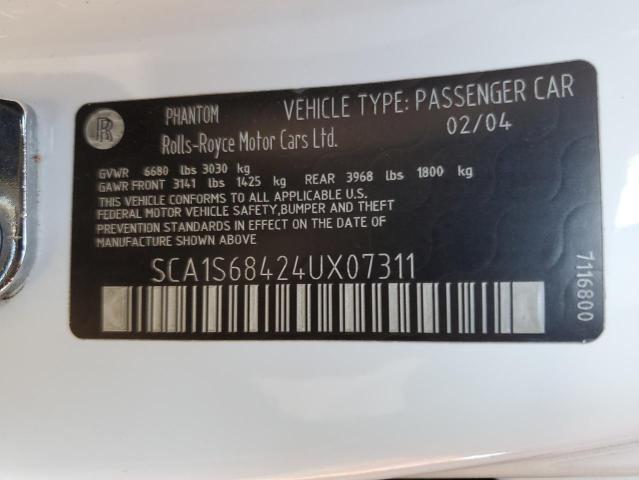 PHANTOM VEHICLE TYPE: PASSENGER CAR
Rolls-Royce Motor Cars Ltd. 02/04
GVWR 6680 lbs 3030 kg
GAWR FRONT 3141 lbs 1425 kg REAR 3968 lbs 1800 kg
THIS VEHICLE CONFORMS TO ALL APPLICABLE U.S.
FEDERAL MOTOR VEHICLE SAFETY,BUMPER AND THEFT
PREVENTION STANDARDS IN EFFECT ON THE DATE OF
MANUFACTURE SHOWN ABOVE
SCA1S68424UX07311
7116800
RR